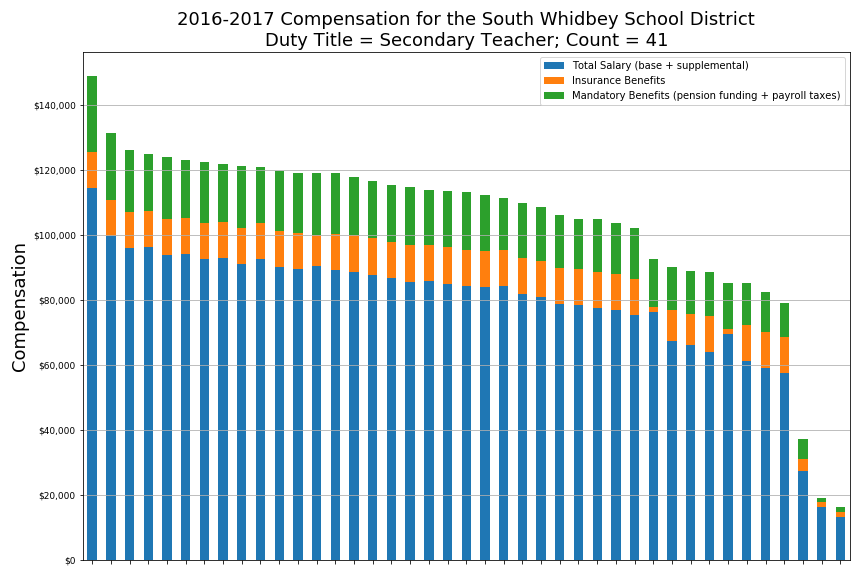 2016-2017 Compensation for the South Whidbey School District
Duty Title = Secondary Teacher; Count = 41
Total Salary (base + supplemental)
Insurance Benefits
Mandatory Benefits (pension funding + payroll taxes)
Compensation
$140,000
$120,000
$100,000
$80,000
$60,000
$40,000
$20,000
$0